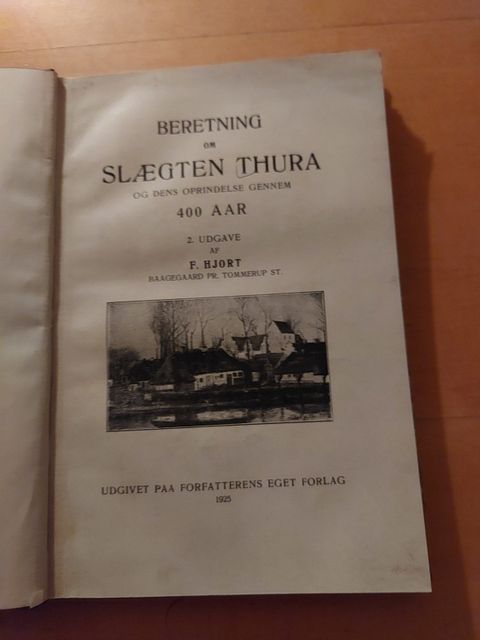 BERETNING
OM
SLÆGTEN THURA
OG DENS OPRINDELSE GENNEM
400 AAR
2. UDGAVE
AF
F. HJORT
BAAGEGAARD PR. TOMMERUP ST.
UDGIVET PAA FORFATTERENS EGET FORLAG
1925